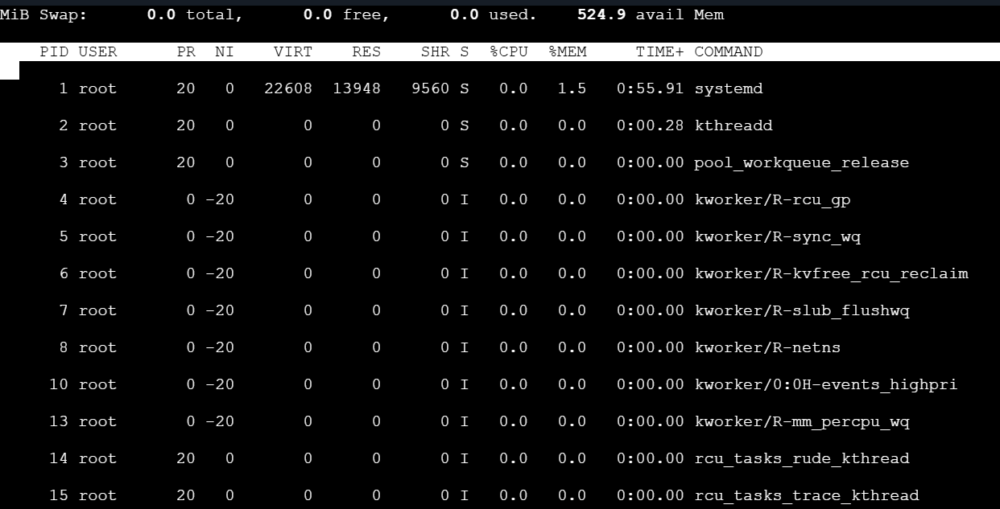 MiB Swap:      0.0 total,      0.0 free,      0.0 used.    524.9 avail Mem
    PID USER      PR  NI    VIRT    RES    SHR S  %CPU  %MEM     TIME+ COMMAND
      1 root      20   0   22608  13948   9560 S   0.0   1.5   0:55.91 systemd
      2 root      20   0       0      0      0 S   0.0   0.0   0:00.28 kthreadd
      3 root      20   0       0      0      0 S   0.0   0.0   0:00.00 pool_workqueue_release
      4 root       0 -20       0      0      0 I   0.0   0.0   0:00.00 kworker/R-rcu_gp
      5 root       0 -20       0      0      0 I   0.0   0.0   0:00.00 kworker/R-sync_wq
      6 root       0 -20       0      0      0 I   0.0   0.0   0:00.00 kworker/R-kvfree_rcu_reclaim
      7 root       0 -20       0      0      0 I   0.0   0.0   0:00.00 kworker/R-slub_flushwq
      8 root       0 -20       0      0      0 I   0.0   0.0   0:00.00 kworker/R-netns
     10 root       0 -20       0      0      0 I   0.0   0.0   0:00.00 kworker/0:0H-events_highpri
     13 root       0 -20       0      0      0 I   0.0   0.0   0:00.00 kworker/R-mm_percpu_wq
     14 root      20   0       0      0      0 I   0.0   0.0   0:00.00 rcu_tasks_rude_kthread
     15 root      20   0       0      0      0 I   0.0   0.0   0:00.00 rcu_tasks_trace_kthread